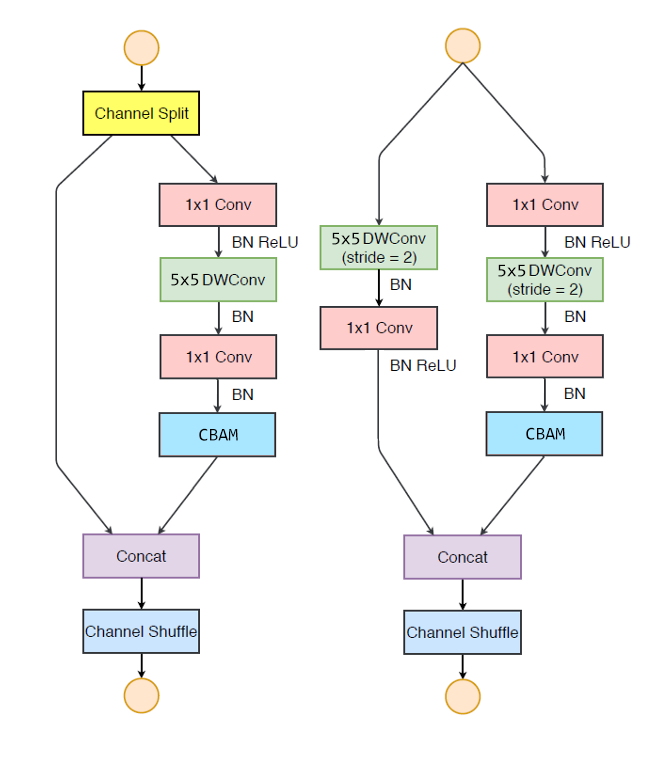 Channel Split
1x1 Conv
BN ReLU
5x5 DWConv
BN
1x1 Conv
BN
CBAM
Concat
Channel Shuffle
5x5 DWConv
(stride = 2)
BN
1x1 Conv
BN ReLU
1x1 Conv
BN ReLU
5x5 DWConv
(stride = 2)
BN
1x1 Conv
BN
CBAM
Concat
Channel Shuffle